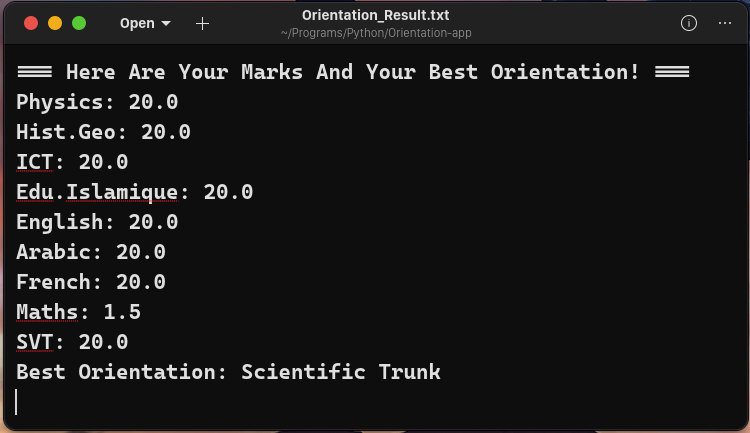 Open
Orientation_Result.txt
~/Programs/Python/Orientation-app
=== Here Are Your Marks And Your Best Orientation! ===
Physics: 20.0
Hist.Geo: 20.0
ICT: 20.0
Edu.Islamique: 20.0
English: 20.0
Arabic: 20.0
French: 20.0
Maths: 1.5
SVT: 20.0
Best Orientation: Scientific Trunk